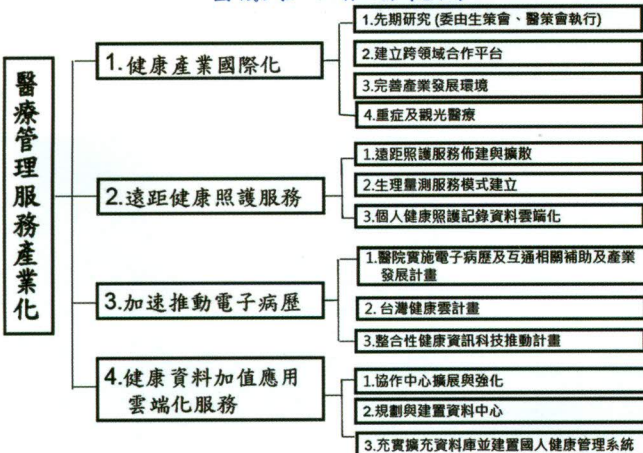 醫療管理服務產業化
1.健康產業國際化
1.先期研究 (委由生策會、醫策會執行)
2.建立跨領域合作平台
3.完善產業發展環境
4.重症及觀光醫療
2.遠距健康照護服務
1.遠距照護服務佈建與擴散
2.生理量測服務模式建立
3.個人健康照護記錄資料雲端化
3.加速推動電子病歷
1.醫院實施電子病歷及互通相關補助及產業
發展計畫
2. 台灣健康雲計畫
3.整合性健康資訊科技推動計畫
4.健康資料加值應用
雲端化服務
1.協作中心擴展與強化
2.規劃與建置資料中心
3.充實擴充資料庫並建置國人健康管理系統